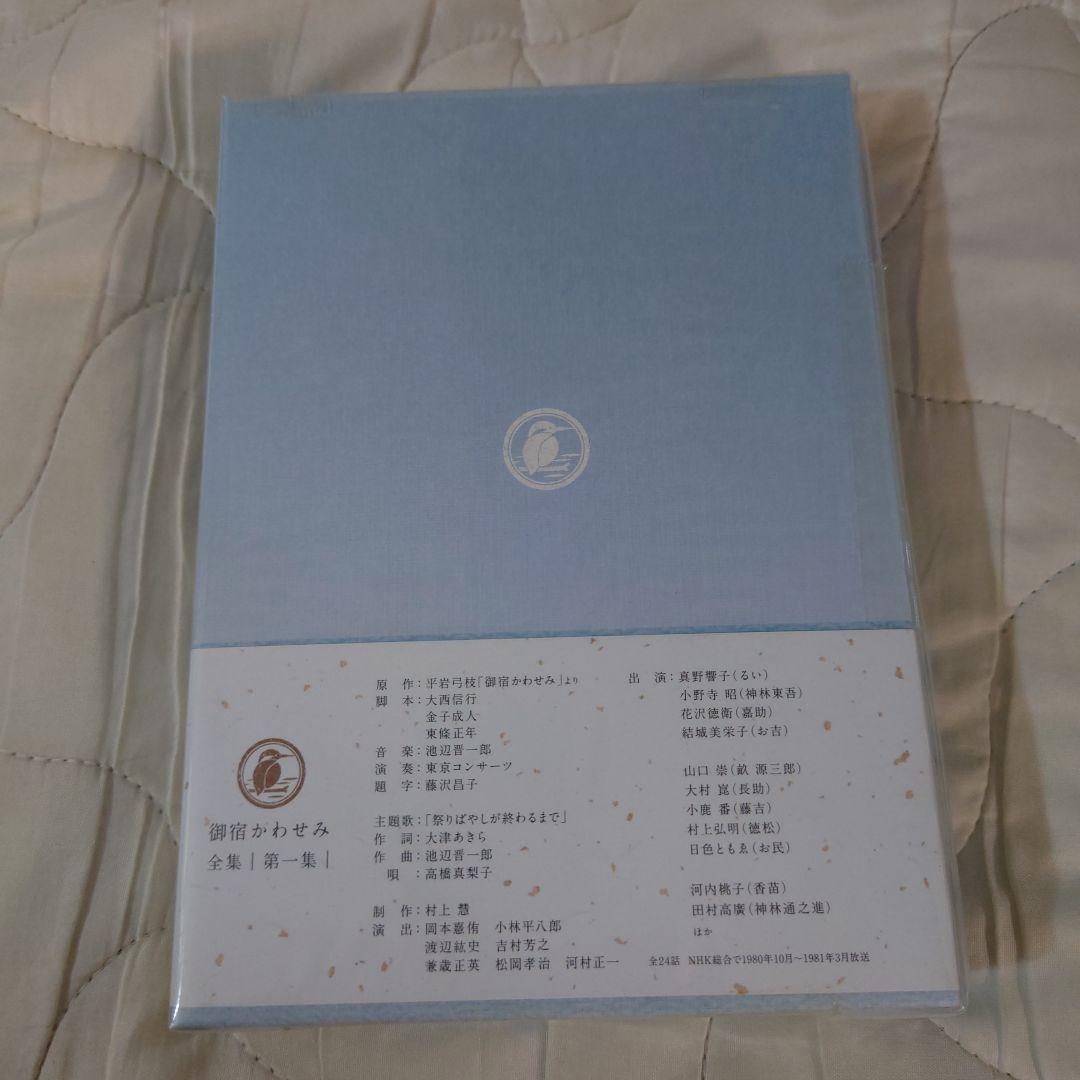 御宿かわせみ
全集｜第一集｜
原　作：平岩弓枝「御宿かわせみ」より
脚　本：大西信行
金子成人
東條正年
音　楽：池辺晋一郎
演　奏：東京コンサーツ
題　字：藤沢昌子
主題歌：「祭りばやしが終わるまで」
作　詞：大津あきら
作　曲：池辺晋一郎
唄　：高橋真梨子
制　作：村上 慧
演　出：岡本憙侑　小林平八郎
渡辺紘史　吉村芳之
兼歳正英　松岡孝治　河村正一
出　演：真野響子（るい）
小野寺 昭（神林東吾）
花沢徳衛（嘉助）
結城美栄子（お吉）
山口 崇（畝 源三郎）
大村 崑（長助）
小鹿 番（藤吉）
村上弘明（徳松）
日色ともゑ（お民）
河内桃子（香苗）
田村高廣（神林通之進）
ほか
全24話　NHK総合で1980年10月〜1981年3月放送